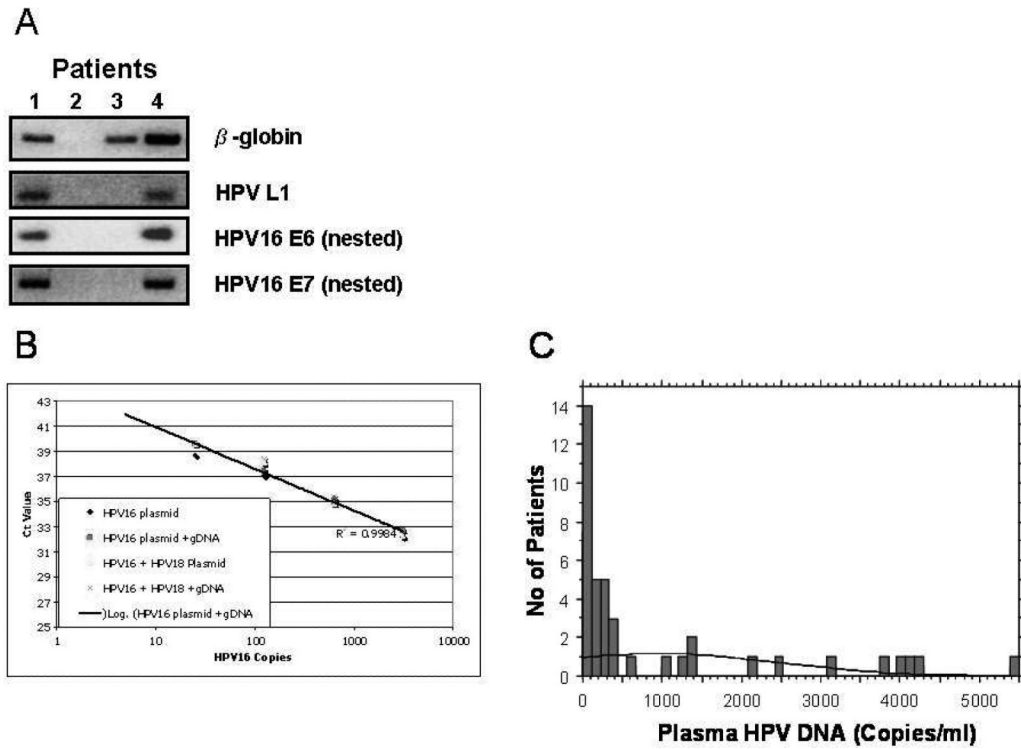 A
Patients
1 2 3 4
β-globin
HPV L1
HPV16 E6 (nested)
HPV16 E7 (nested)
B
43
41
39
37
35
33
31
29
27
25
Ct Value
HPV16 plasmid
HPV16 plasmid +gDNA
HPV16 + HPV18 Plasmid
HPV16 + HPV18 +gDNA
)Log. (HPV16 plasmid +gDNA
R² = 0.9984
1 10 100 1000 10000
HPV16 Copies
C
14
12
10
8
6
4
2
0
No of Patients
0 1000 2000 3000 4000 5000
Plasma HPV DNA (Copies/ml)